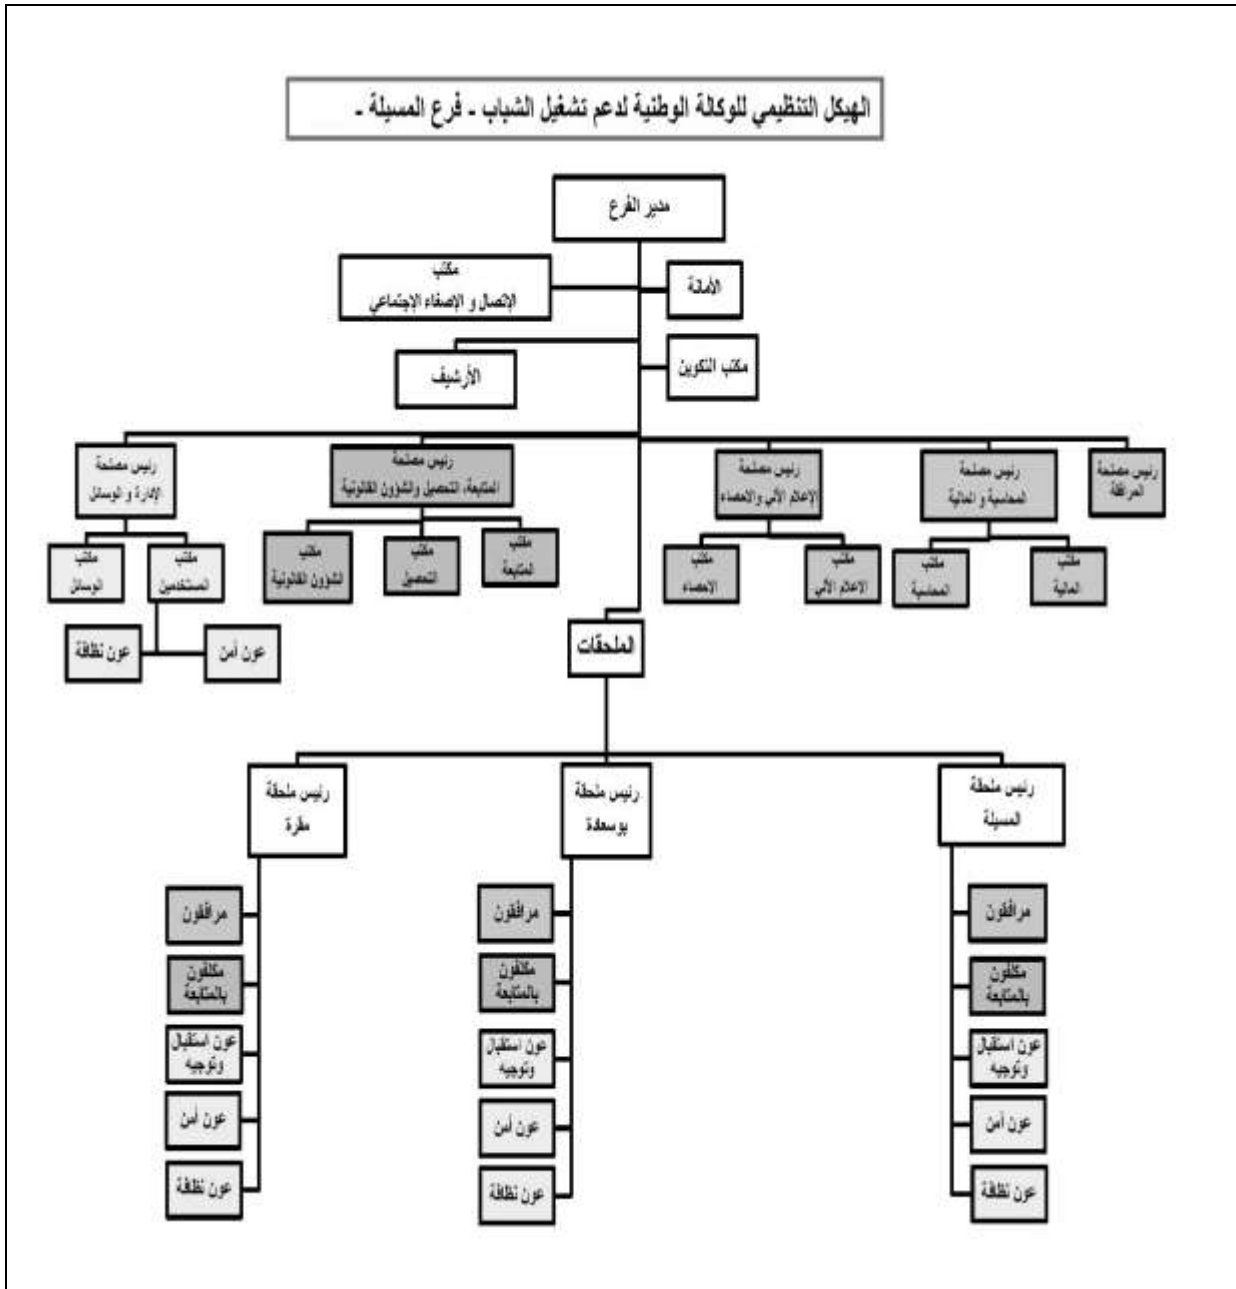 الهيكل التنظيمي للوكالة الوطنية لدعم تشغيل الشباب - فرع المسيلة -
مدير الفرع
الأمانة
مكتب
الإتصال و الإصغاء الإجتماعي
مكتب التكوين
الأرشيف
رئيس مصلحة
المرافقة
رئيس مصلحة
المحاسبة و المالية
رئيس مصلحة
الإعلام الألي والاحصاء
رئيس مصلحة
المتابعة، التحصيل والشؤون القانونية
رئيس مصلحة
الإدارة و الوسائل
مكتب
المالية
مكتب
المحاسبة
مكتب
الاعلام الألي
مكتب
الاحصاء
مكتب
المتابعة
مكتب
التحصيل
مكتب
الشؤون القانونية
مكتب
المستخدمين
مكتب
الوسائل
عون أمن
عون نظافة
الملحقات
رئيس ملحقة
المسيلة
رئيس ملحقة
بوسعادة
رئيس ملحقة
مقرة
مرافقون
مكلفون
بالمتابعة
عون استقبال
وتوجيه
عون أمن
عون نظافة
مرافقون
مكلفون
بالمتابعة
عون استقبال
وتوجيه
عون أمن
عون نظافة
مرافقون
مكلفون
بالمتابعة
عون استقبال
وتوجيه
عون أمن
عون نظافة